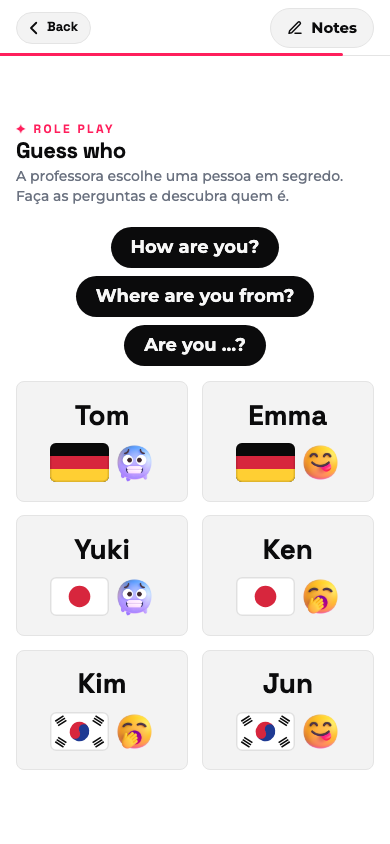 Back
Notes
ROLE PLAY
Guess who
A professora escolhe uma pessoa em segredo.
Faça as perguntas e descubra quem é.
How are you?
Where are you from?
Are you ...?
Tom
Emma
Yuki
Ken
Kim
Jun